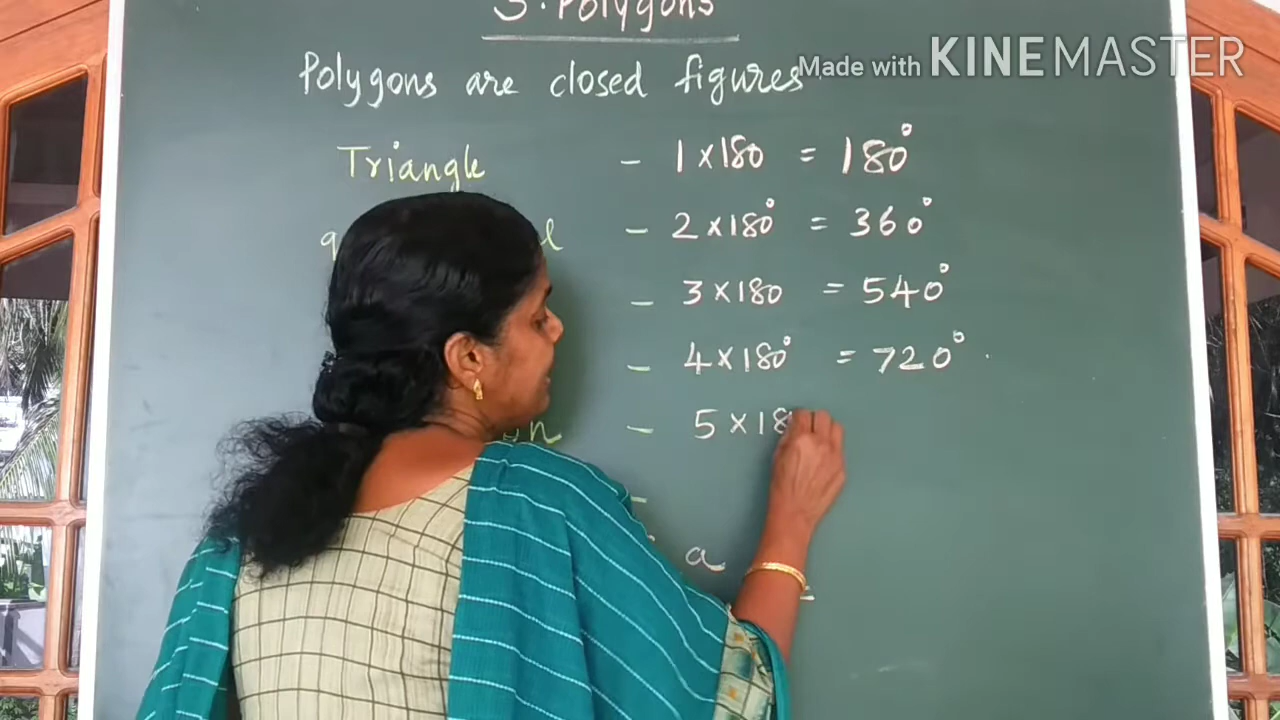 3. Polygons
Made with KINEMASTER
Polygons are closed figures
Triangle - 1 × 180 = 180°
- 2 × 180° = 360°
- 3 × 180 = 540°
- 4 × 180° = 720°.
- 5 × 18
-
a